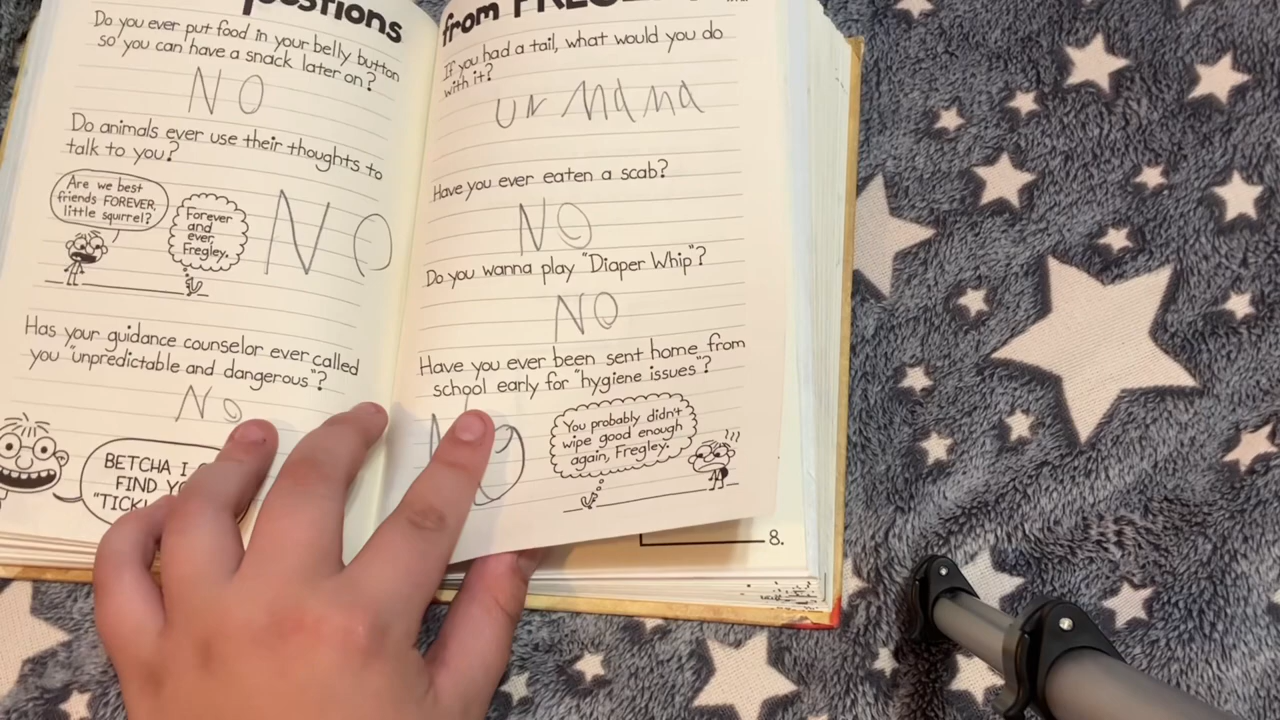 Do you ever put food in your belly button
so you can have a snack later on?
NO
Do animals ever use their thoughts to
talk to you?
Are we best
friends FOREVER,
little squirrel?
Forever
and
ever,
Fregley.
NO
Has your guidance counselor ever called
you "unpredictable and dangerous"?
NO
BETCHA I
FIND
from
If you had a tail, what would you do
with it?
UR MaMa
Have you ever eaten a scab?
NO
Do you wanna play "Diaper Whip"?
NO
Have you ever been sent home from
school early for "hygiene issues"?
NO
You probably didn't
wipe good enough
again, Fregley.
8.